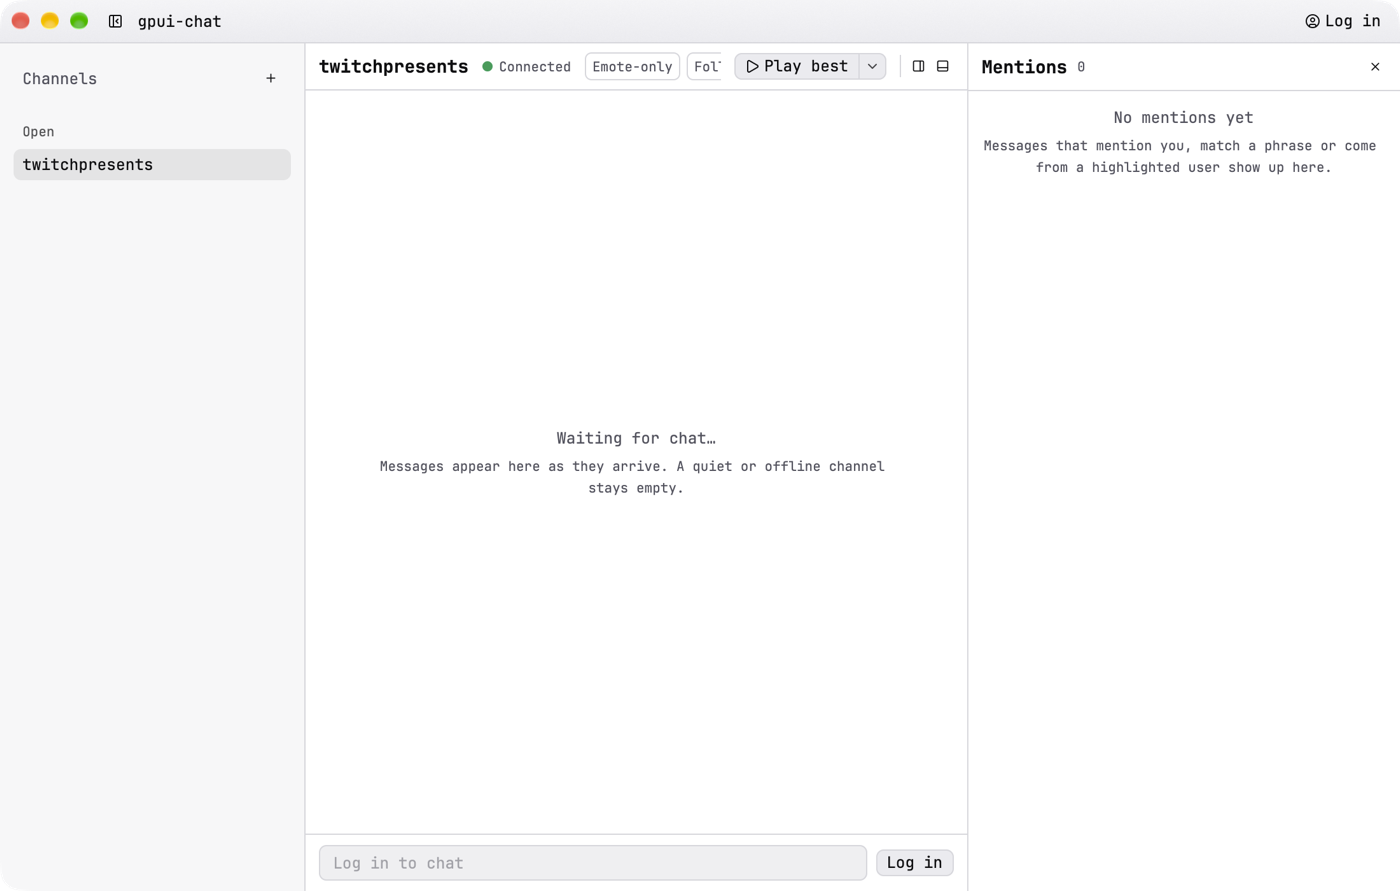 gpui-chat
Log in
Channels
+
Open
twitchpresents
twitchpresents
Connected
Emote-only
Play best
Mentions 0
No mentions yet
Messages that mention you, match a phrase or come
from a highlighted user show up here.
Waiting for chat…
Messages appear here as they arrive. A quiet or offline channel
stays empty.
Log in to chat
Log in